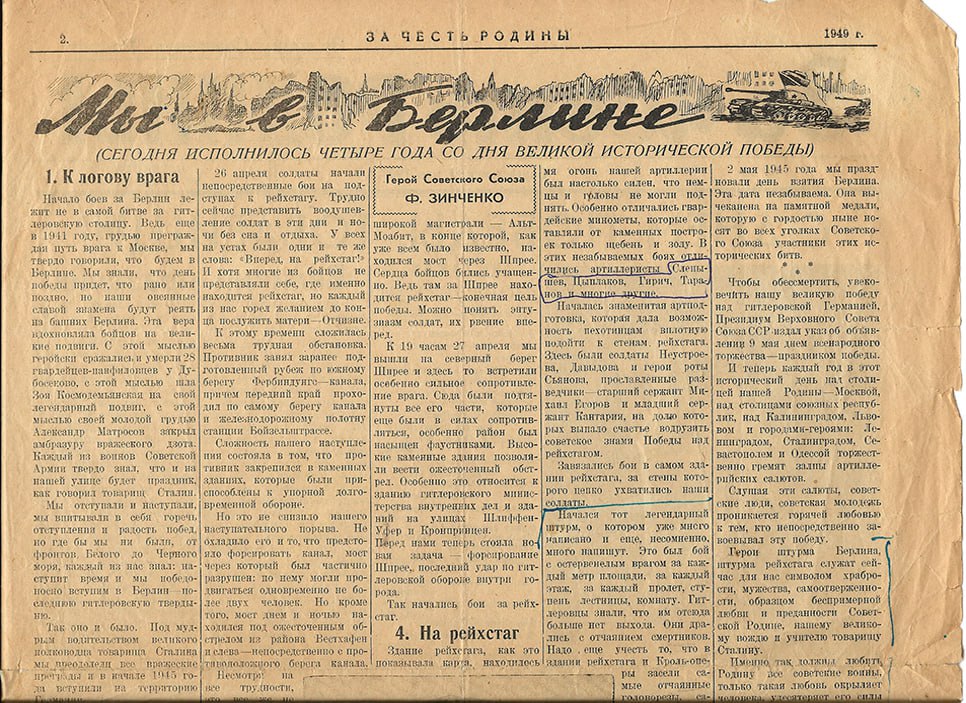 2.
ЗА ЧЕСТЬ РОДИНЫ
1949 г.
Мы в Берлине
(СЕГОДНЯ ИСПОЛНИЛОСЬ ЧЕТЫРЕ ГОДА СО ДНЯ ВЕЛИКОЙ ИСТОРИЧЕСКОЙ ПОБЕДЫ)
1. К логову врага
Начало боев за Берлин ле-
жит не в самой битве за гит-
леровскую столицу. Ведь еще
в 1941 году, грудью преграж-
дая путь врага к Москве, мы
твердо говорили, что будем в
Берлине. Мы знали, что день
победы придет, что рано или
поздно, но наши овеянные
славой знамена будут реять
на башнях Берлина. Эта вера
вдохновляла бойцов на вели-
кие подвиги. С этой мыслью
геройски сражались и умерли 28
гвардейцев-панфиловцев у Ду-
босеково, с этой мыслью шла
Зоя Космодемьянская на свой
легендарный подвиг, с этой
мыслью своей молодой грудью
Александр Матросов закрыл
амбразуру вражеского дзота.
Каждый из воинов Советской
Армии твердо знал, что и на
нашей улице будет праздник,
как говорил товарищ Сталин.
Мы отступали и наступали,
мы впитывали в себя горечь
отступления и радость побед,
но где бы мы ни были, от
фронтов Белого до Черного
моря, каждый из нас знал: на-
ступит время и мы победо-
носно вступим в Берлин—по-
следнюю гитлеровскую тверды-
ню.
Так оно и было. Под муд-
рым водительством великого
полководца товарища Сталина
мы преодолели все вражеские
преграды и в начале 1945 го-
да вступили на территорию
26 апреля солдаты начали
непосредственные бои на под-
ступах к рейхстагу. Трудно
сейчас представить воодушев-
ление солдат в эти дни и но-
чи без сна и отдыха. У всех
на устах были одни и те же
слова: «Вперед, на рейхстаг!»
И хотя многие из бойцов не
представляли себе, где именно
находится рейхстаг, но каждый
из нас горел желанием до кон-
ца послужить матери—Отчизне.
К этому времени сложилась
весьма трудная обстановка.
Противник занял заранее под-
готовленный рубеж по южному
берегу Фербиндунгс—канала,
причем передний край прохо-
дил по самому берегу канала
и железнодорожному полотну
станции Бойзельштрассе.
Сложность нашего наступле-
ния состояла в том, что про-
тивник закрепился в каменных
зданиях, которые были при-
способлены к упорной долго-
временной обороне.
Но это не снизило нашего
наступательного порыва. Не
охладило его и то, что предсто-
яло форсировать канал, мост
через который был частично
разрушен: по нему могли про-
двигаться одновременно не бо-
лее двух человек. Но кроме
того, мост днем и ночью на-
ходился под ожесточенным об-
стрелом из района Вестхафен
и слева—непосредственно с про-
тивоположного берега канала.
Несмотря на
все трудности,
Герой Советского Союза
Ф. ЗИНЧЕНКО
широкой магистрали — Альт-
Моабит, в конце которой, как
уже всем было известно, на-
ходился мост через Шпрее.
Сердца бойцов бились учащен-
но. Ведь там за Шпрее нахо-
дится рейхстаг—конечная цель
победы. Можно понять энту-
зиазм солдат, их рвение впе-
ред.
К 19 часам 27 апреля мы
вышли на северный берег
Шпрее и здесь то встретили
особенно сильное сопротивле-
ние врага. Сюда были подтя-
нуты все его части, которые
еще были в силах сопротив-
литься, особенно район был
насыщен фаустниками. Высо-
кие каменные здания позволя-
ли вести ожесточенный обст-
рел. Особенно это относится к
зданию гитлеровского минис-
терства внутренних дел и зда-
ний на улицах Шлиффен-
Уфер и Кронпринцен.
Перед нами теперь стояла но-
вая задача — форсирование
Шпрее, последний удар по гит-
леровской обороне внутри го-
рода.
Так начались бои за рейх-
стаг.
4. На рейхстаг
Здание рейхстага, как это
показывала карта, находилось
мя огонь нашей артиллерии
был настолько силен, что нем-
цы и головы не могли под-
нять. Особенно отличались гвар-
дейские минометы, которые ос-
тавляли от каменных постро-
ек только щебень и золу. В
этих незабываемых боях отли-
чились артиллеристы Слепы-
шев, Цыплаков, Гирич, Тара-
нов и многие другие.
Началась знаменитая артпод-
готовка, которая дала возмож-
ность пехотинцам вплотную
подойти к стенам рейхстага.
Здесь были солдаты Неустрое-
ва, Давыдова и герои роты
Сьянова, прославленные раз-
ведчики—старший сержант Ми-
хаил Егоров и младший сер-
жант Кантария, на долю ко-
торых выпало счастье водрузить
советское знамя Победы над
рейхстагом.
Завязались бои в самом зда-
нии рейхстага, за стены кото-
рого цепко ухватились наши
солдаты.
Начался тот легендарный
штурм, о котором уже много
написано и еще, несомненно,
много напишут. Это был бой
с остервенелым врагом за каж-
дый метр площади, за каждый
этаж, за каждый пролет, сту-
пень лестницы, комнату. Гит-
леровцы знали, что им отсюда
больше нет выхода. Они дра-
лись с отчаянием смертников.
Надо еще учесть то, что в
здании рейхстага и Кроль-опе-
ры засели са-
мые отчаянные
головорезы, са-
2 мая 1945 года мы празд-
новали день взятия Берлина.
Эта дата незабываема. Она вы-
чеканена на памятной медали,
которую с гордостью ныне но-
сят во всех уголках Советско-
го Союза участники этих ис-
торических битв.
* * *
Чтобы обессмертить, увеко-
вечить нашу великую победу
над гитлеровской Германией,
Президиум Верховного Совета
Союза ССР издал указ об объяв-
лении 9 мая днем всенародного
торжества—праздником победы.
И теперь каждый год в этот
исторический день над столи-
цей нашей Родины—Москвой,
над столицами союзных респуб-
лик, над Калининградом, Льво-
вом и городами-героями: Ле-
нинградом, Сталинградом, Се-
вастополем и Одессой торжест-
венно гремят залпы артилле-
рийских салютов.
Слушая эти салюты, совет-
ские люди, советская молодежь
проникается горячей любовью
к тем, кто непосредственно за-
воевывал эту победу.
Герои штурма Берлина,
штурма рейхстага служат сей-
час для нас символом храбро-
сти, мужества, самоотверженно-
сти, образцом беспримерной
любви и преданности Совет-
ской Родине, нашему великому
вождю и учителю товарищу
Сталину.
Именно так должны любить
Родину все советские воины,
только такая любовь окрыляет
человека, удесятеряет его силы